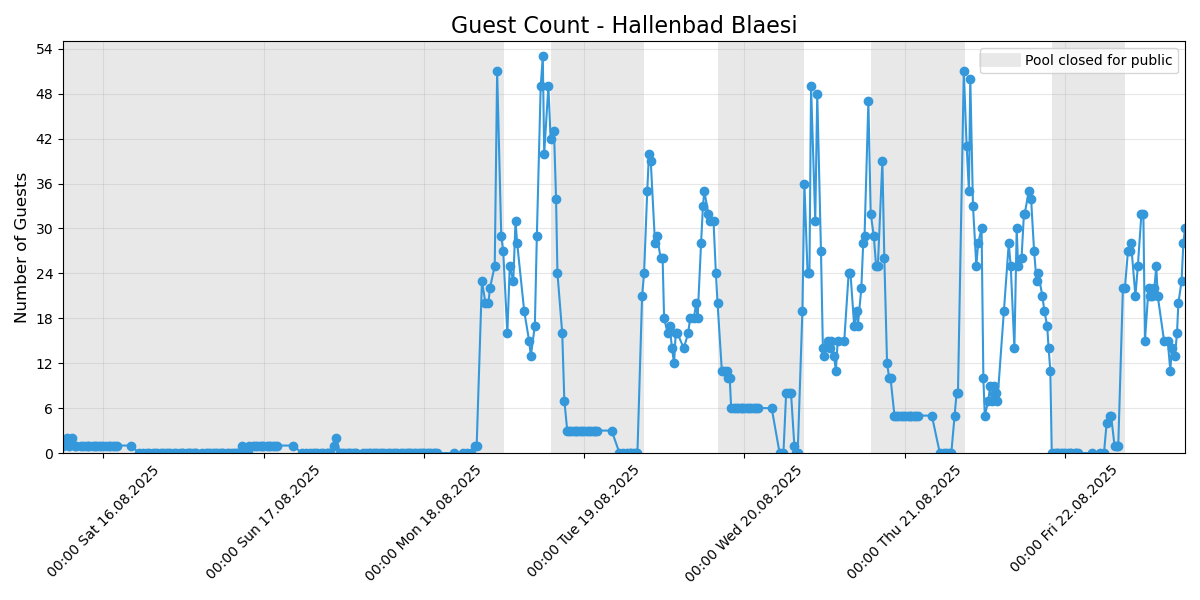 Guest Count - Hallenbad Blaesi
Pool closed for public
Number of Guests
54
48
42
36
30
24
18
12
6
0
00:00 Sat 16.08.2025
00:00 Sun 17.08.2025
00:00 Mon 18.08.2025
00:00 Tue 19.08.2025
00:00 Wed 20.08.2025
00:00 Thu 21.08.2025
00:00 Fri 22.08.2025